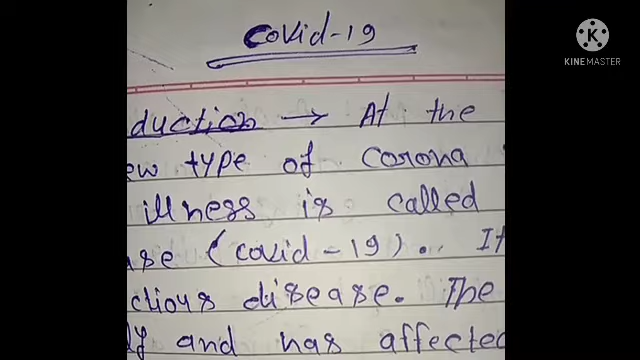 Covid-19
K
KINEMASTER
duction → At the
ew type of corona
illness is called
ase (covid-19). It
ctious disease. The
ly and has affected